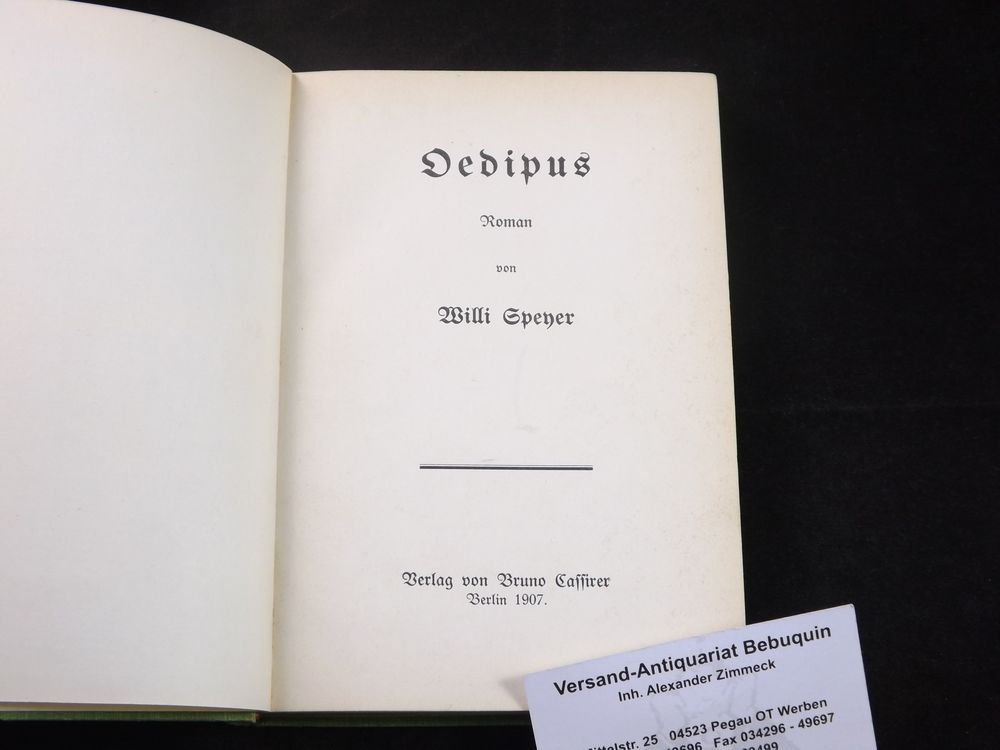 Oedipus
Roman
von
Willi Speyer
Verlag von Bruno Cassirer
Berlin 1907.
Versand-Antiquariat Bebuquin
Inh. Alexander Zimmeck
25 04523 Pegau OT Werben
Fax 034296 - 49697